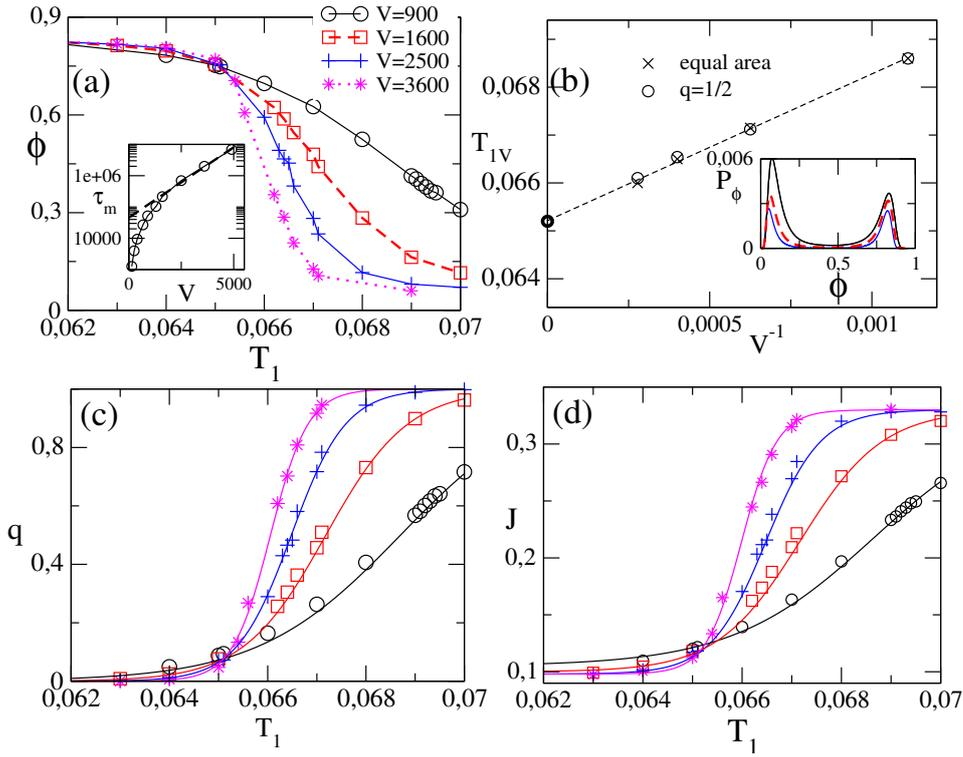 0,9
0,6
0,3
0
ϕ
(a)
V=900
V=1600
V=2500
V=3600
1e+06
τm
10000
0
5000
V
0,062
0,064
0,066
0,068
0,07
T1
(b)
0,068
T1V
0,066
0,064
× equal area
○ q=1/2
0,006
Pϕ
0
0
0,5
1
ϕ
0
0,0005
0,001
V-1
(c)
0,8
q
0,4
0
0,062
0,064
0,066
0,068
0,07
T1
(d)
0,3
J
0,2
0,1
0,062
0,064
0,066
0,068
0,07
T1